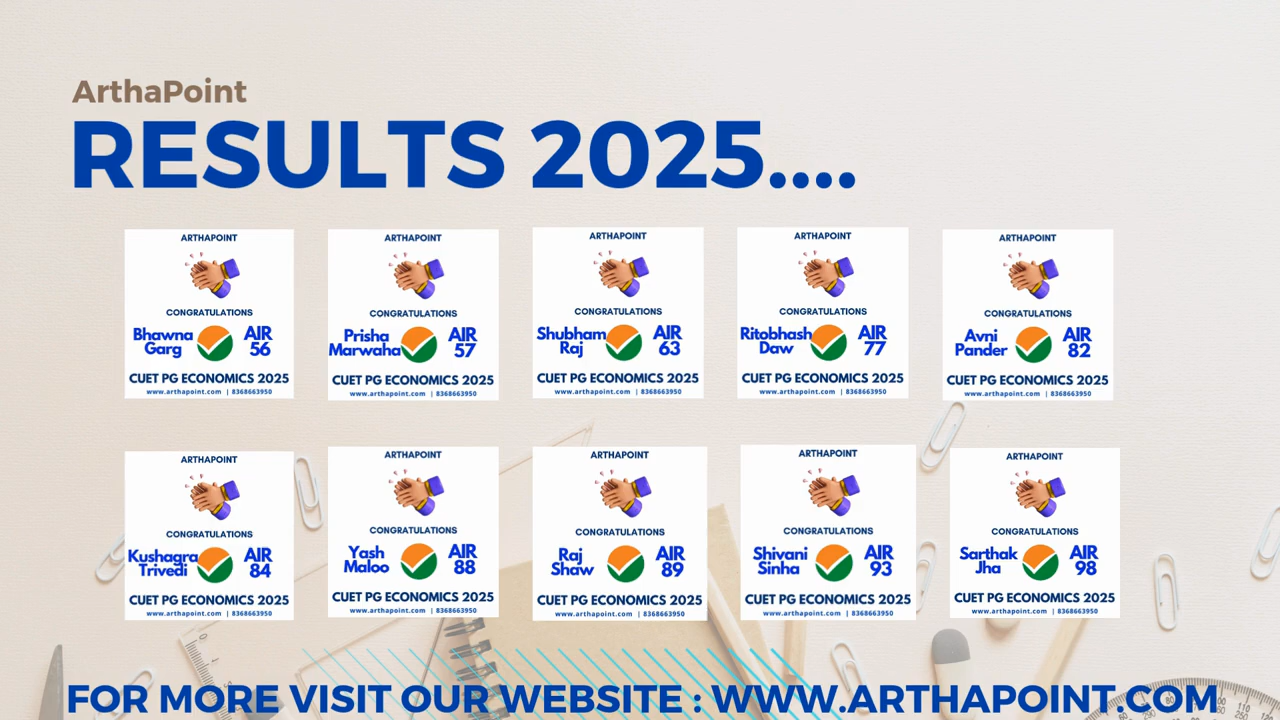 ArthaPoint
RESULTS 2025....
ARTHAPOINT
CONGRATULATIONS
Bhawna Garg
AIR 56
CUET PG ECONOMICS 2025
www.arthapoint.com | 8368663950
ARTHAPOINT
CONGRATULATIONS
Prisha Marwaha
AIR 57
CUET PG ECONOMICS 2025
www.arthapoint.com | 8368663950
ARTHAPOINT
CONGRATULATIONS
Shubham Raj
AIR 63
CUET PG ECONOMICS 2025
www.arthapoint.com | 8368663950
ARTHAPOINT
CONGRATULATIONS
Ritobhash Daw
AIR 77
CUET PG ECONOMICS 2025
www.arthapoint.com | 8368663950
ARTHAPOINT
CONGRATULATIONS
Avni Pander
AIR 82
CUET PG ECONOMICS 2025
www.arthapoint.com | 8368663950
ARTHAPOINT
CONGRATULATIONS
Kushagra Trivedi
AIR 84
CUET PG ECONOMICS 2025
www.arthapoint.com | 8368663950
ARTHAPOINT
CONGRATULATIONS
Yash Maloo
AIR 88
CUET PG ECONOMICS 2025
www.arthapoint.com | 8368663950
ARTHAPOINT
CONGRATULATIONS
Raj Shaw
AIR 89
CUET PG ECONOMICS 2025
www.arthapoint.com | 8368663950
ARTHAPOINT
CONGRATULATIONS
Shivani Sinha
AIR 93
CUET PG ECONOMICS 2025
www.arthapoint.com | 8368663950
ARTHAPOINT
CONGRATULATIONS
Sarthak Jha
AIR 98
CUET PG ECONOMICS 2025
www.arthapoint.com | 8368663950
FOR MORE VISIT OUR WEBSITE : WWW.ARTHAPOINT.COM